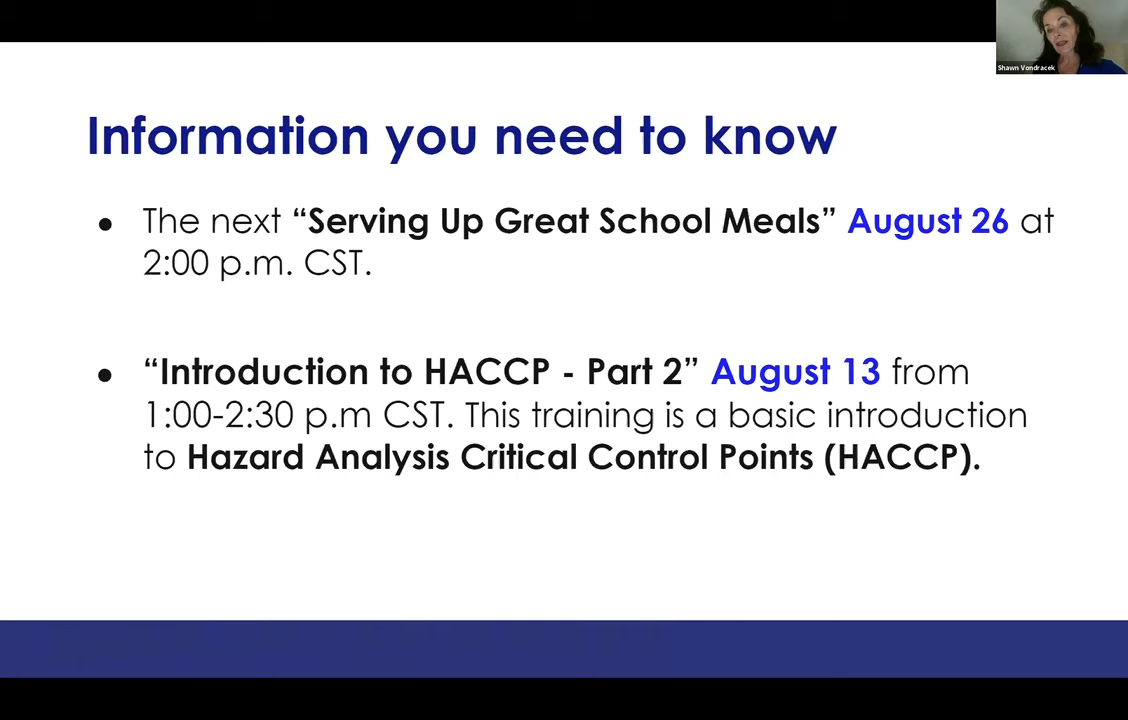 Shawn Vondracek
Information you need to know
● The next “Serving Up Great School Meals” August 26 at
2:00 p.m. CST.
● “Introduction to HACCP - Part 2” August 13 from
1:00-2:30 p.m CST. This training is a basic introduction
to Hazard Analysis Critical Control Points (HACCP).